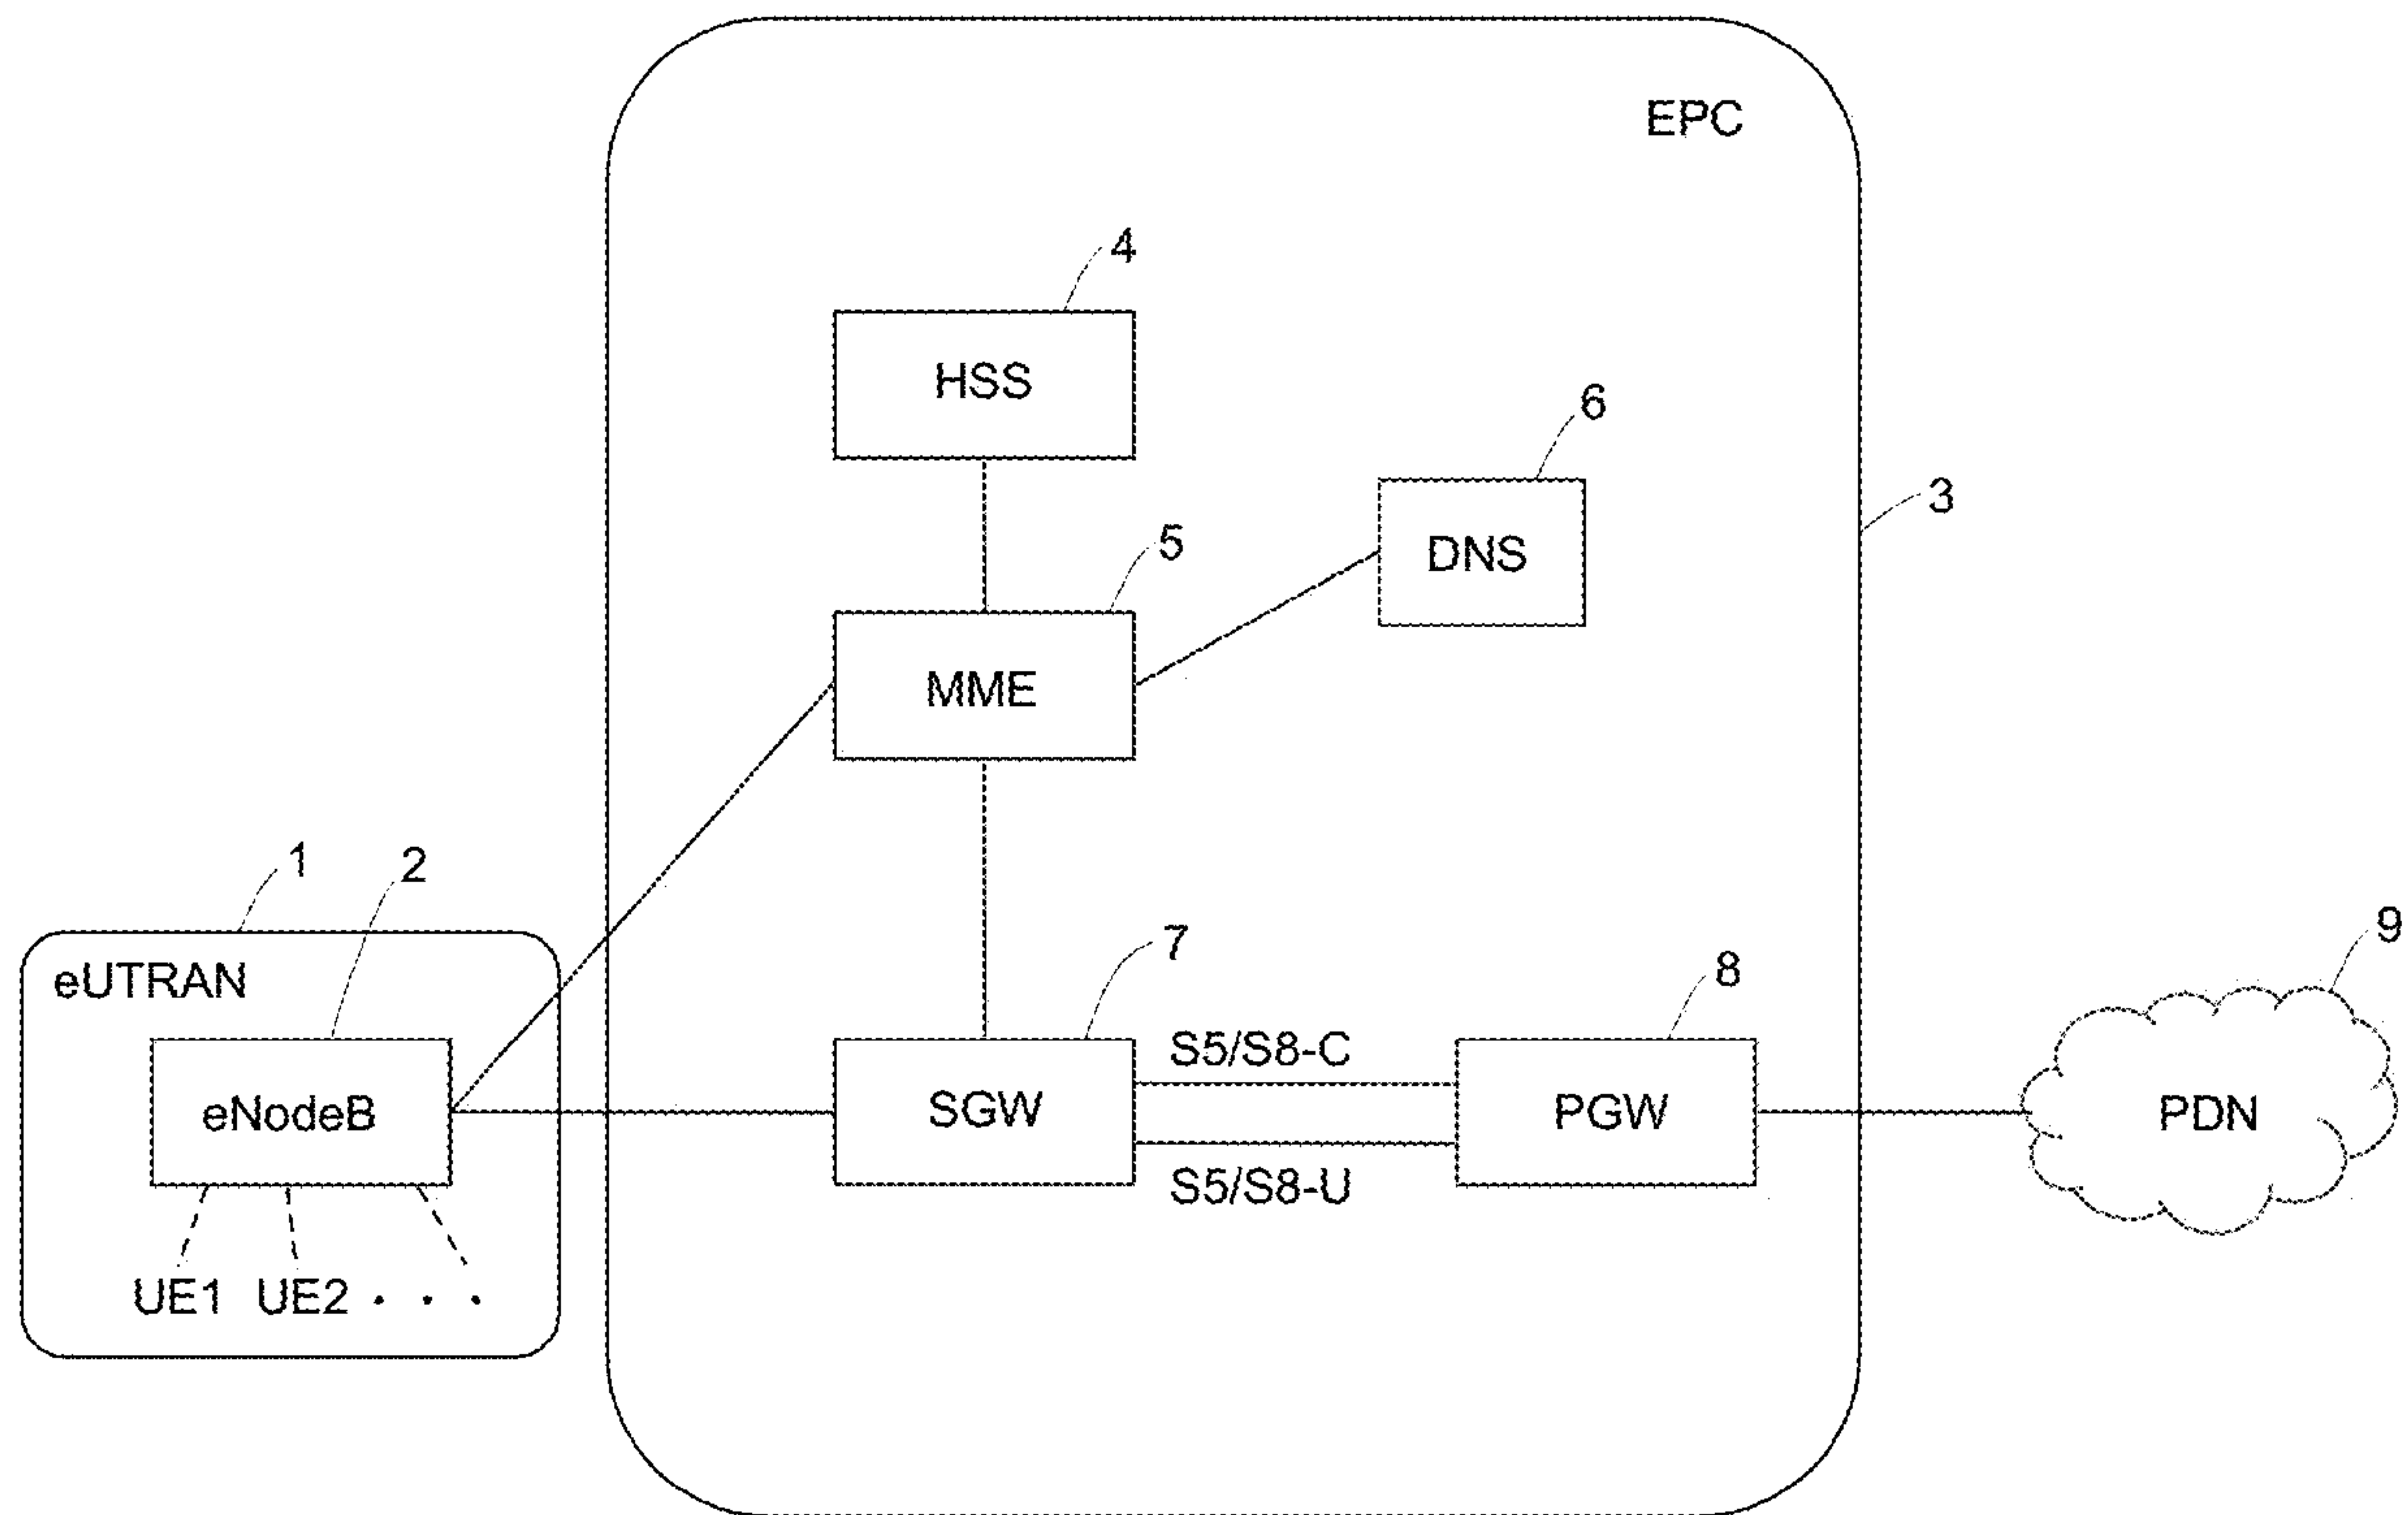 EPC
4
HSS
6
DNS
3
5
MME
1
2
eUTRAN
eNodeB
UE1 UE2 . . .
7
SGW
S5/S8-C
S5/S8-U
8
PGW
9
PDN